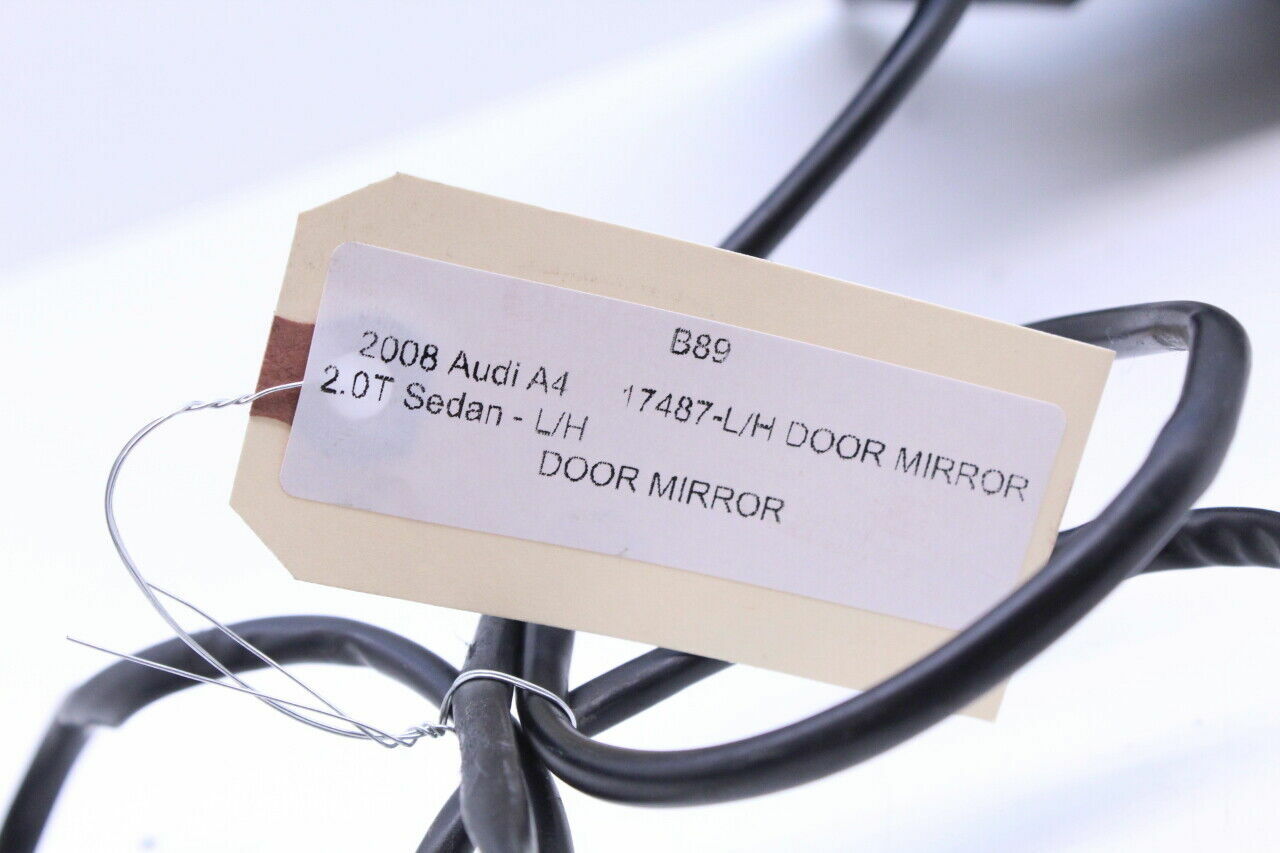 B89
2008 Audi A4 17487-L/H DOOR MIRROR
2.0T Sedan - L/H
DOOR MIRROR